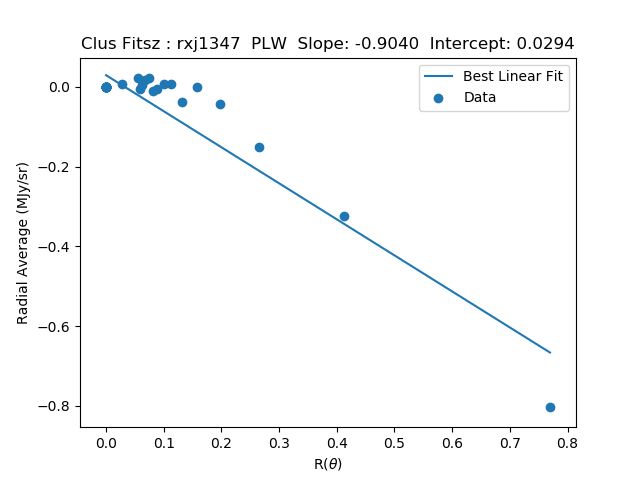 Clus Fitsz : rxj1347  PLW  Slope: -0.9040  Intercept: 0.0294
Best Linear Fit
Data
Radial Average (MJy/sr)
0.0
−0.2
−0.4
−0.6
−0.8
0.0 0.1 0.2 0.3 0.4 0.5 0.6 0.7 0.8
R(θ)